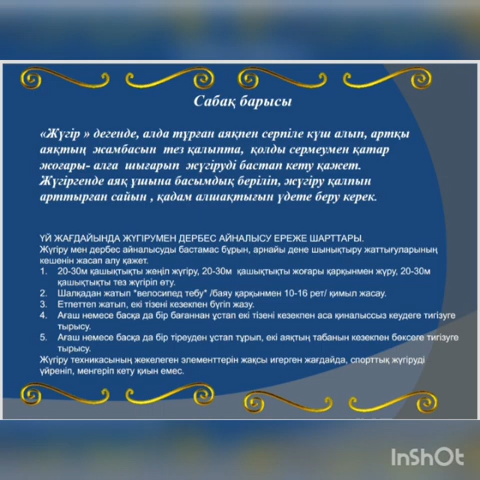 Сабақ барысы
«Жүгір » дегенде, алда тұрған аяқпен серпіле күш алып, артқы
аяқтың жамбасын тез қалыпта, қолды сермеумен қатар
жоғары- алға шығарып жүгіруді бастап кету қажет.
Жүгіргенде аяқ ұшына басымдық беріліп, жүгіру қалпын
арттырған сайын , қадам алшақтығын үдете беру керек.
ҮЙ ЖАҒДАЙЫНДА ЖҮГІРУМЕН ДЕРБЕС АЙНАЛЫСУ ЕРЕЖЕ ШАРТТАРЫ.
Жүгіру мен дербес айналысуды бастамас бұрын, арнайы дене шынықтыру жаттығуларының
кешенін жасап алу қажет.
1. 20-30м қашықтықты жеңіл жүгіру, 20-30м қашықтықты жоғары қарқынмен жүру, 20-30м
қашықтықты тез жүгіріп өту.
2. Шалқадан жатып "велосипед тебу" /баяу қарқынмен 10-16 рет/ қимыл жасау.
3. Етпеттеп жатып, екі тізені кезекпен бүгіп жазу.
4. Ағаш немесе басқа да бір бағаннан ұстап екі тізені кезекпен аса қиналыссыз кеудеге тигізуге
тырысу.
5. Ағаш немесе басқа да бір тіреуден ұстап тұрып, екі аяқтың табанын кезекпен бөксеге тигізуге
тырысу.
Жүгіру техникасының жекелеген элементтерін жақсы игерген жағдайда, спорттық жүгіруді
үйреніп, меңгеріп кету қиын емес.
InShOt